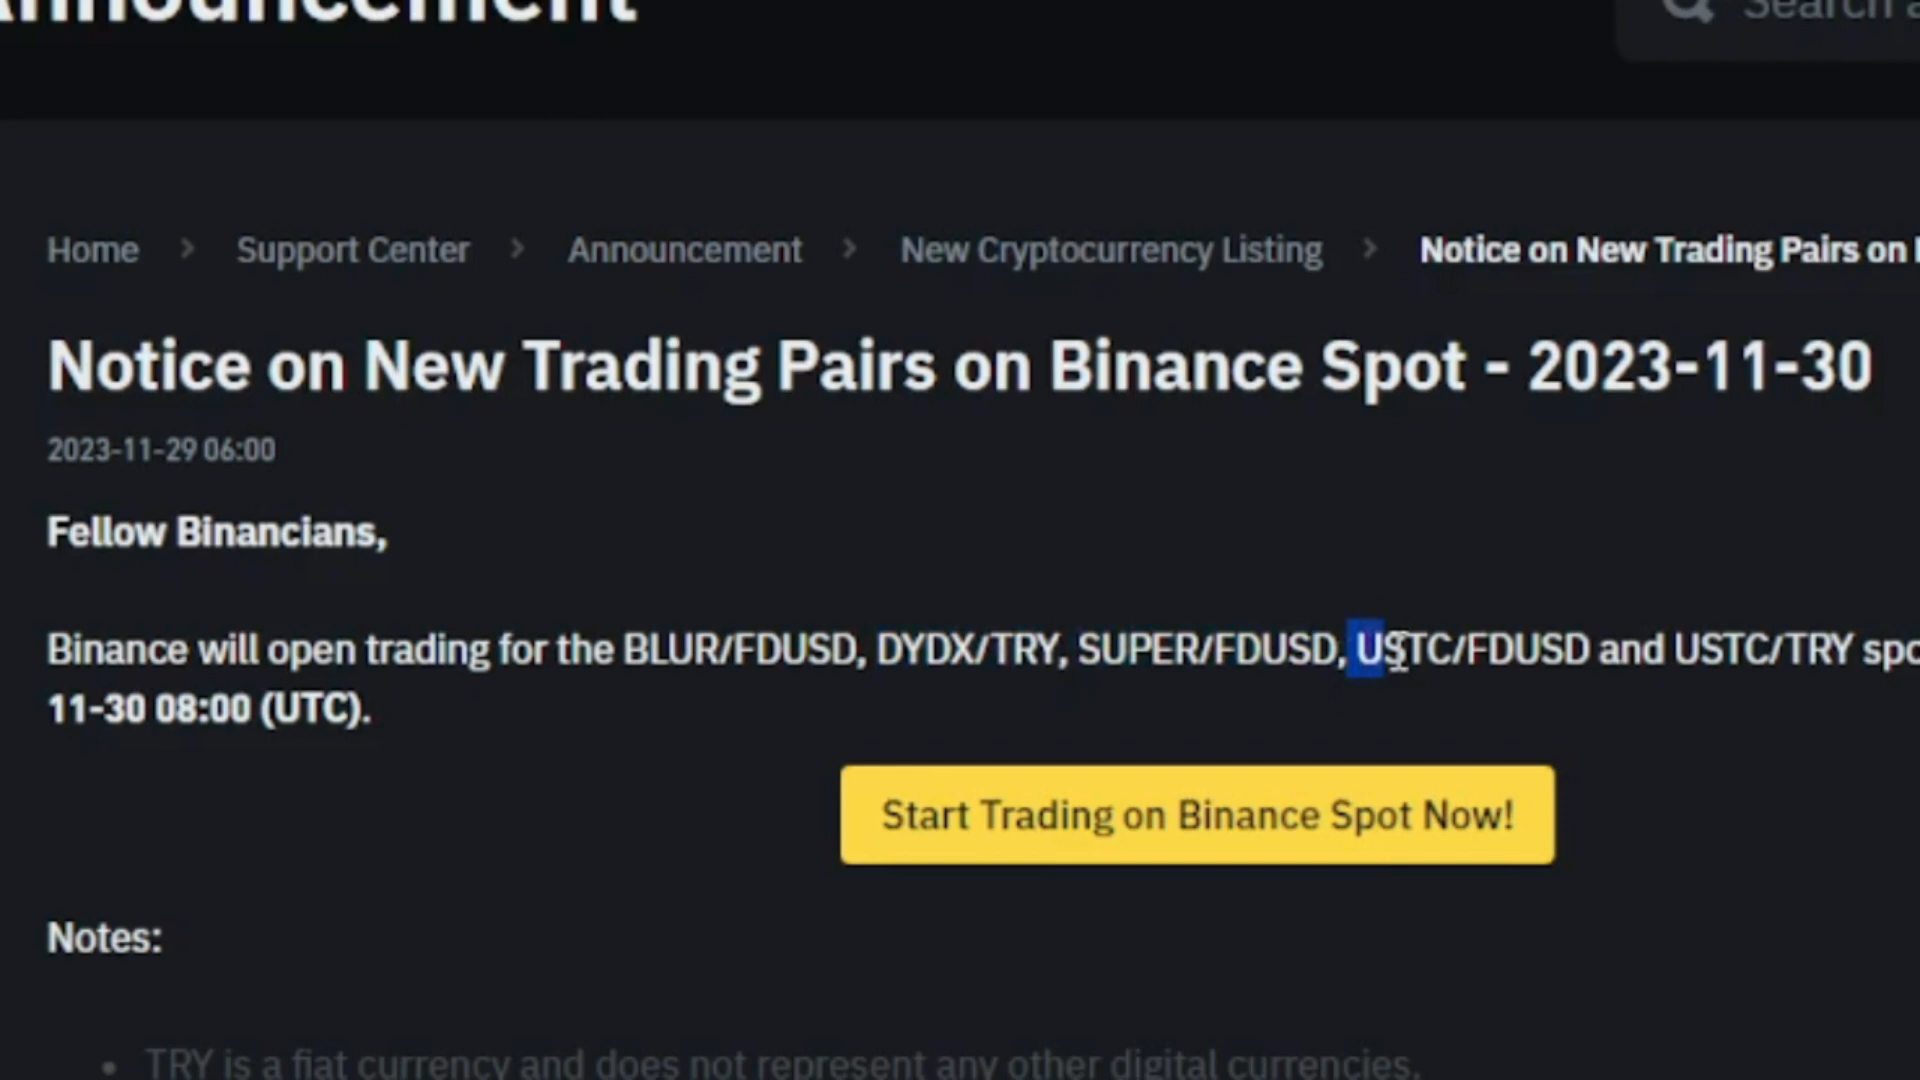 Announcement
Search
Home > Support Center > Announcement > New Cryptocurrency Listing > Notice on New Trading Pairs on
Notice on New Trading Pairs on Binance Spot - 2023-11-30
2023-11-29 06:00
Fellow Binancians,
Binance will open trading for the BLUR/FDUSD, DYDX/TRY, SUPER/FDUSD, USTC/FDUSD and USTC/TRY spo
11-30 08:00 (UTC).
Start Trading on Binance Spot Now!
Notes:
• TRY is a fiat currency and does not represent any other digital currencies.